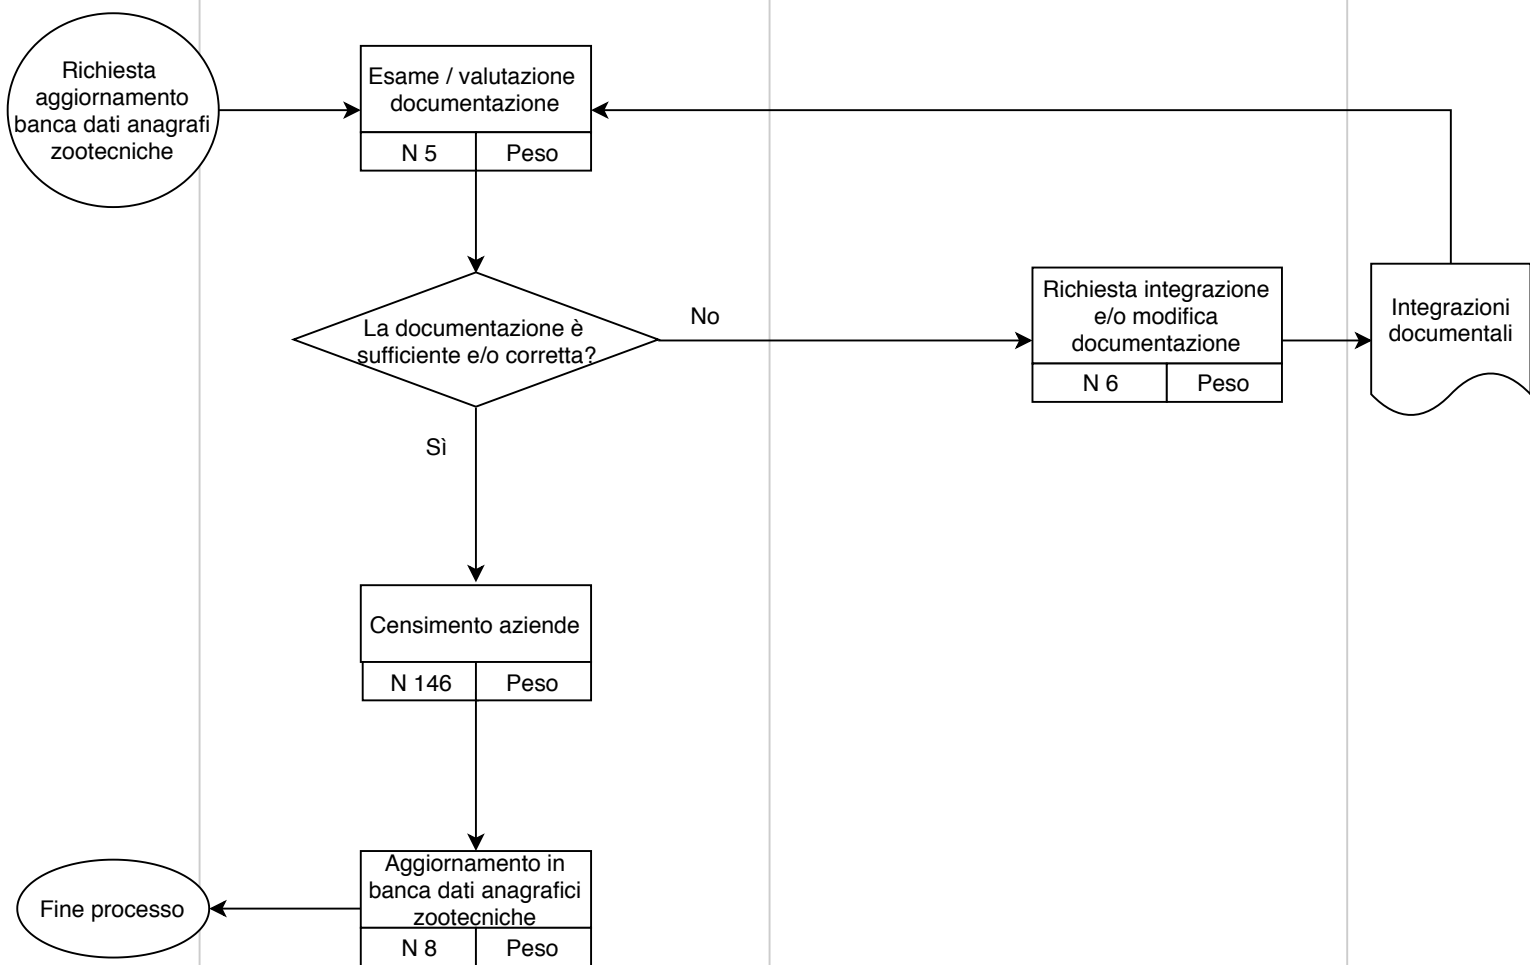 Richiesta
aggiornamento
banca dati anagrafi
zootecniche
Esame / valutazione
documentazione
N 5
Peso
La documentazione è
sufficiente e/o corretta?
No
Richiesta integrazione
e/o modifica
documentazione
N 6
Peso
Integrazioni
documentali
Sì
Censimento aziende
N 146
Peso
Aggiornamento in
banca dati anagrafici
zootecniche
N 8
Peso
Fine processo